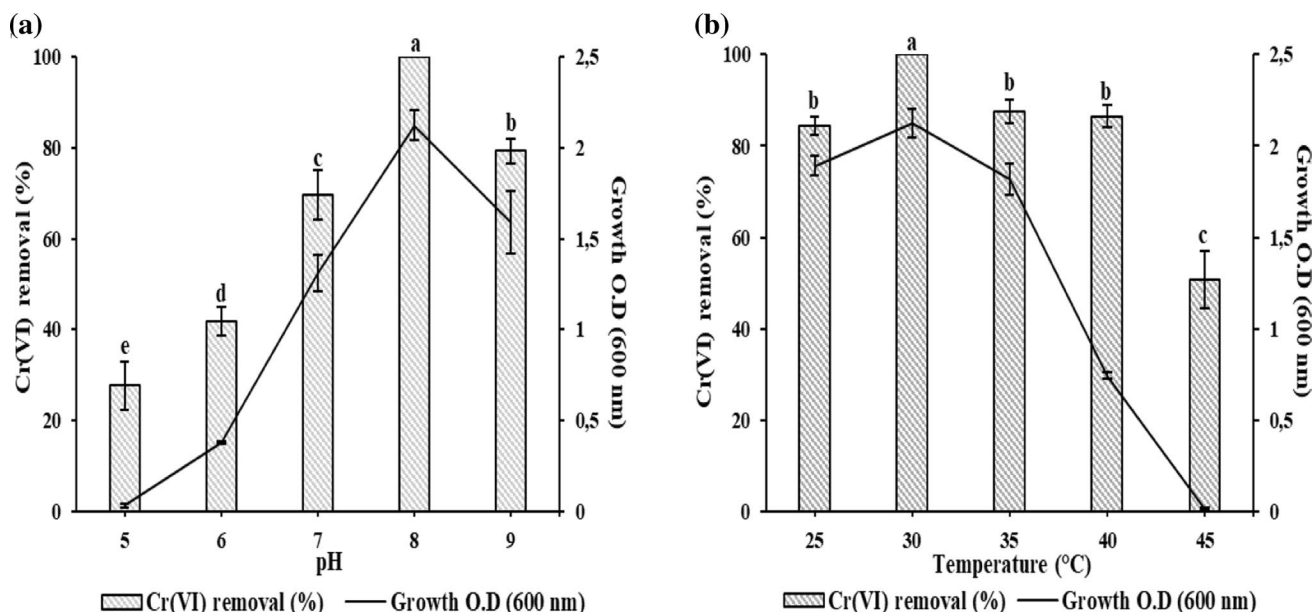 (a)
a
b
c
d
e
100
80
60
40
20
0
Cr(VI) removal (%)
2,5
2
1,5
1
0,5
0
Growth O.D (600 nm)
5 6 7 8 9
pH
Cr(VI) removal (%) Growth O.D (600 nm)
(b)
a
b b b
c
100
80
60
40
20
0
Cr(VI) removal (%)
2,5
2
1,5
1
0,5
0
Growth O.D (600 nm)
25 30 35 40 45
Temperature (°C)
Cr(VI) removal (%) Growth O.D (600 nm)